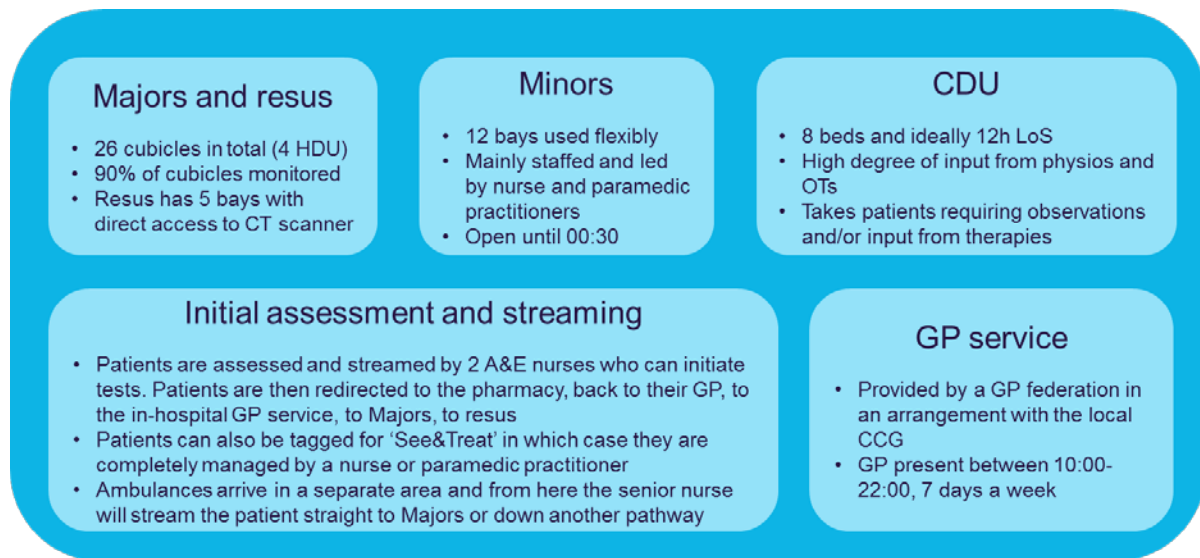 Majors and resus
• 26 cubicles in total (4 HDU)
• 90% of cubicles monitored
• Resus has 5 bays with
direct access to CT scanner
Minors
• 12 bays used flexibly
• Mainly staffed and led
by nurse and paramedic
practitioners
• Open until 00:30
CDU
• 8 beds and ideally 12h LoS
• High degree of input from physios and
OTs
• Takes patients requiring observations
and/or input from therapies
Initial assessment and streaming
• Patients are assessed and streamed by 2 A&E nurses who can initiate
tests. Patients are then redirected to the pharmacy, back to their GP, to
the in-hospital GP service, to Majors, to resus
• Patients can also be tagged for ‘See&Treat’ in which case they are
completely managed by a nurse or paramedic practitioner
• Ambulances arrive in a separate area and from here the senior nurse
will stream the patient straight to Majors or down another pathway
GP service
• Provided by a GP federation in
an arrangement with the local
CCG
• GP present between 10:00-
22:00, 7 days a week